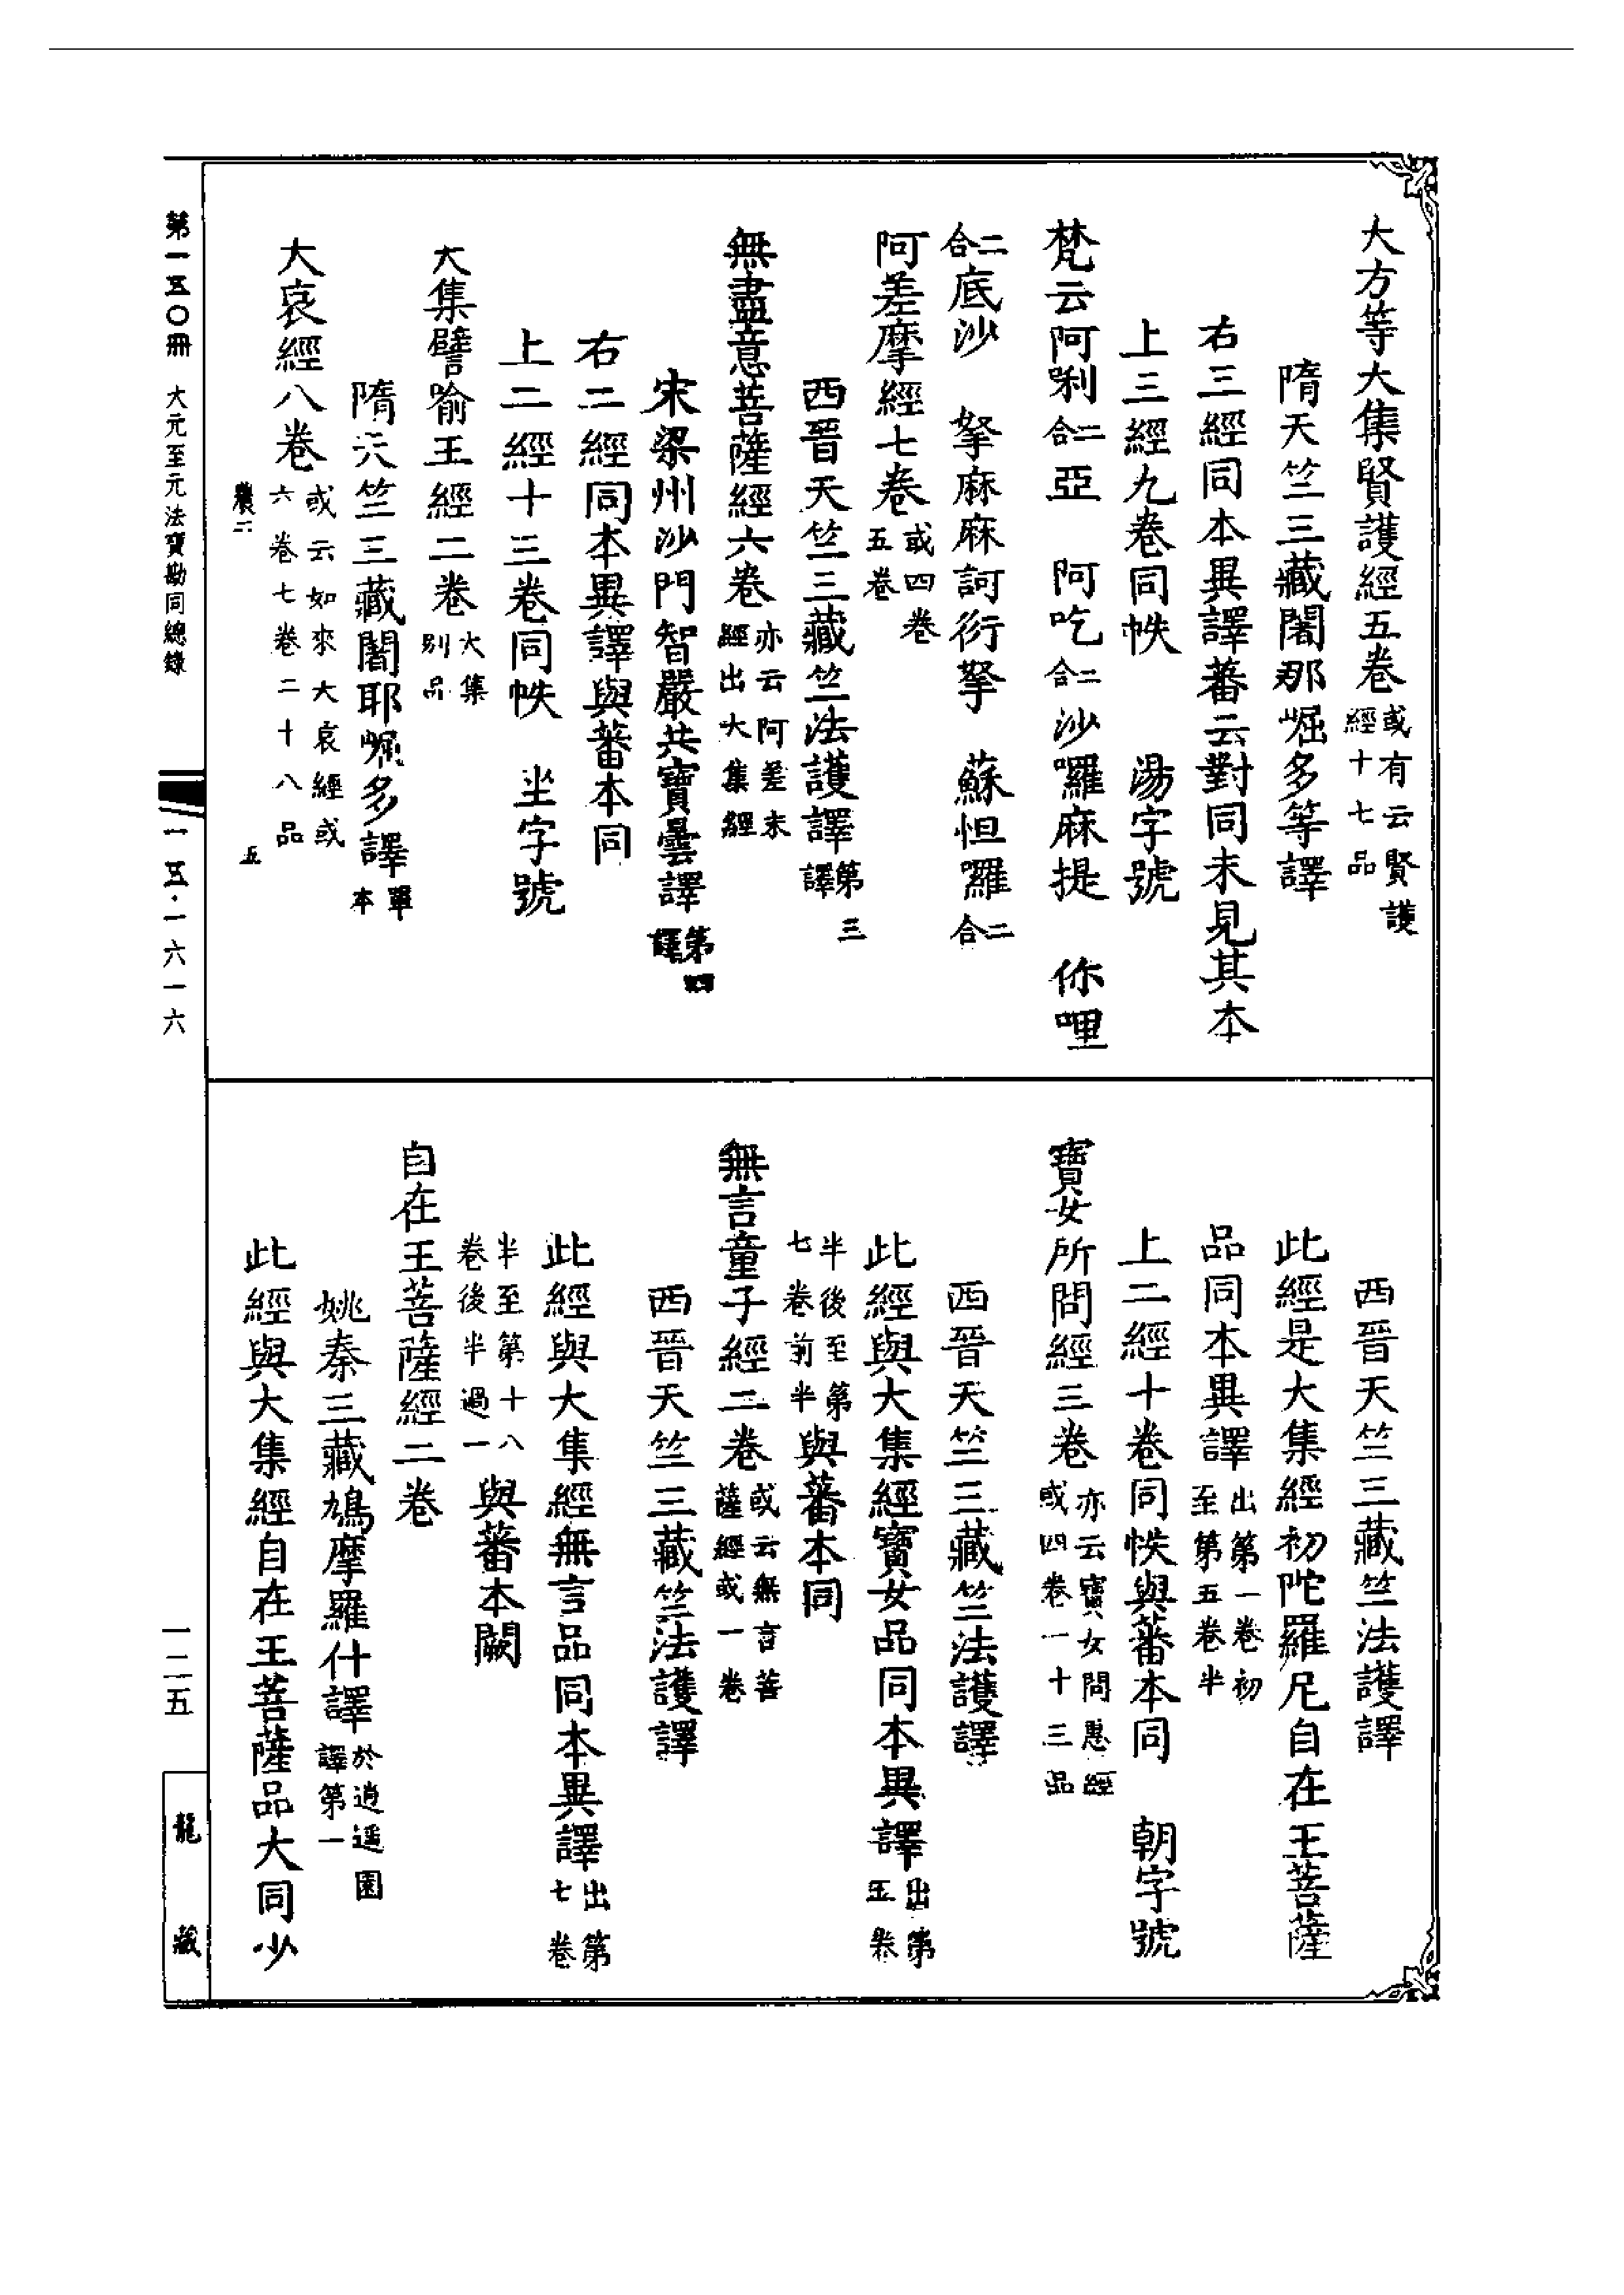 大方等大集賢護經五卷或有云賢護經十七品
隋天竺三藏闍那崛多等譯
右三經同本異譯蕃云對同未見其本
上三經九卷同帙　湯字號
梵云阿唎二合亞　阿吃二合沙囉麻提　你哩
二合底沙　拏麻麻訶衍拏　蘇怛囉二合
阿差摩經七卷或四卷五卷
西晉天竺三藏竺法護譯第三譯
無盡意菩薩經六卷亦云阿差末經出大集經
宋梁州沙門智嚴共寶雲譯第四譯
右二經同本異譯與蕃本同
上二經十三卷同帙　坐字號
大集譬喻王經二卷大集別品
隋天竺三藏闍耶崛多譯單本
大哀經八卷或云如來大哀經或六卷七卷二十八品
農二　五
西晉天竺三藏竺法護譯
此經是大集經初陀羅尼自在王菩薩
品同本異譯出第一卷初至第五卷半
上二經十卷同帙與蕃本同　朝字號
寶女所問經三卷亦云寶女問慧經或四卷一十三品
西晉天竺三藏竺法護譯
此經與大集經寶女品同本異譯出第五卷
半後至第七卷前半與蕃本同
無言童子經二卷或云無言菩薩經或一卷
西晉天竺三藏竺法護譯
此經與大集經無言品同本異譯出第七卷
半至第十八卷後半過一與蕃本闕
自在王菩薩經二卷
姚秦三藏鳩摩羅什譯於逍遥園譯第一
此經與大集經自在王菩薩品大同少
第一五〇冊　大元至元法寶勘同總錄
一五·一六一六
一二五
龍藏